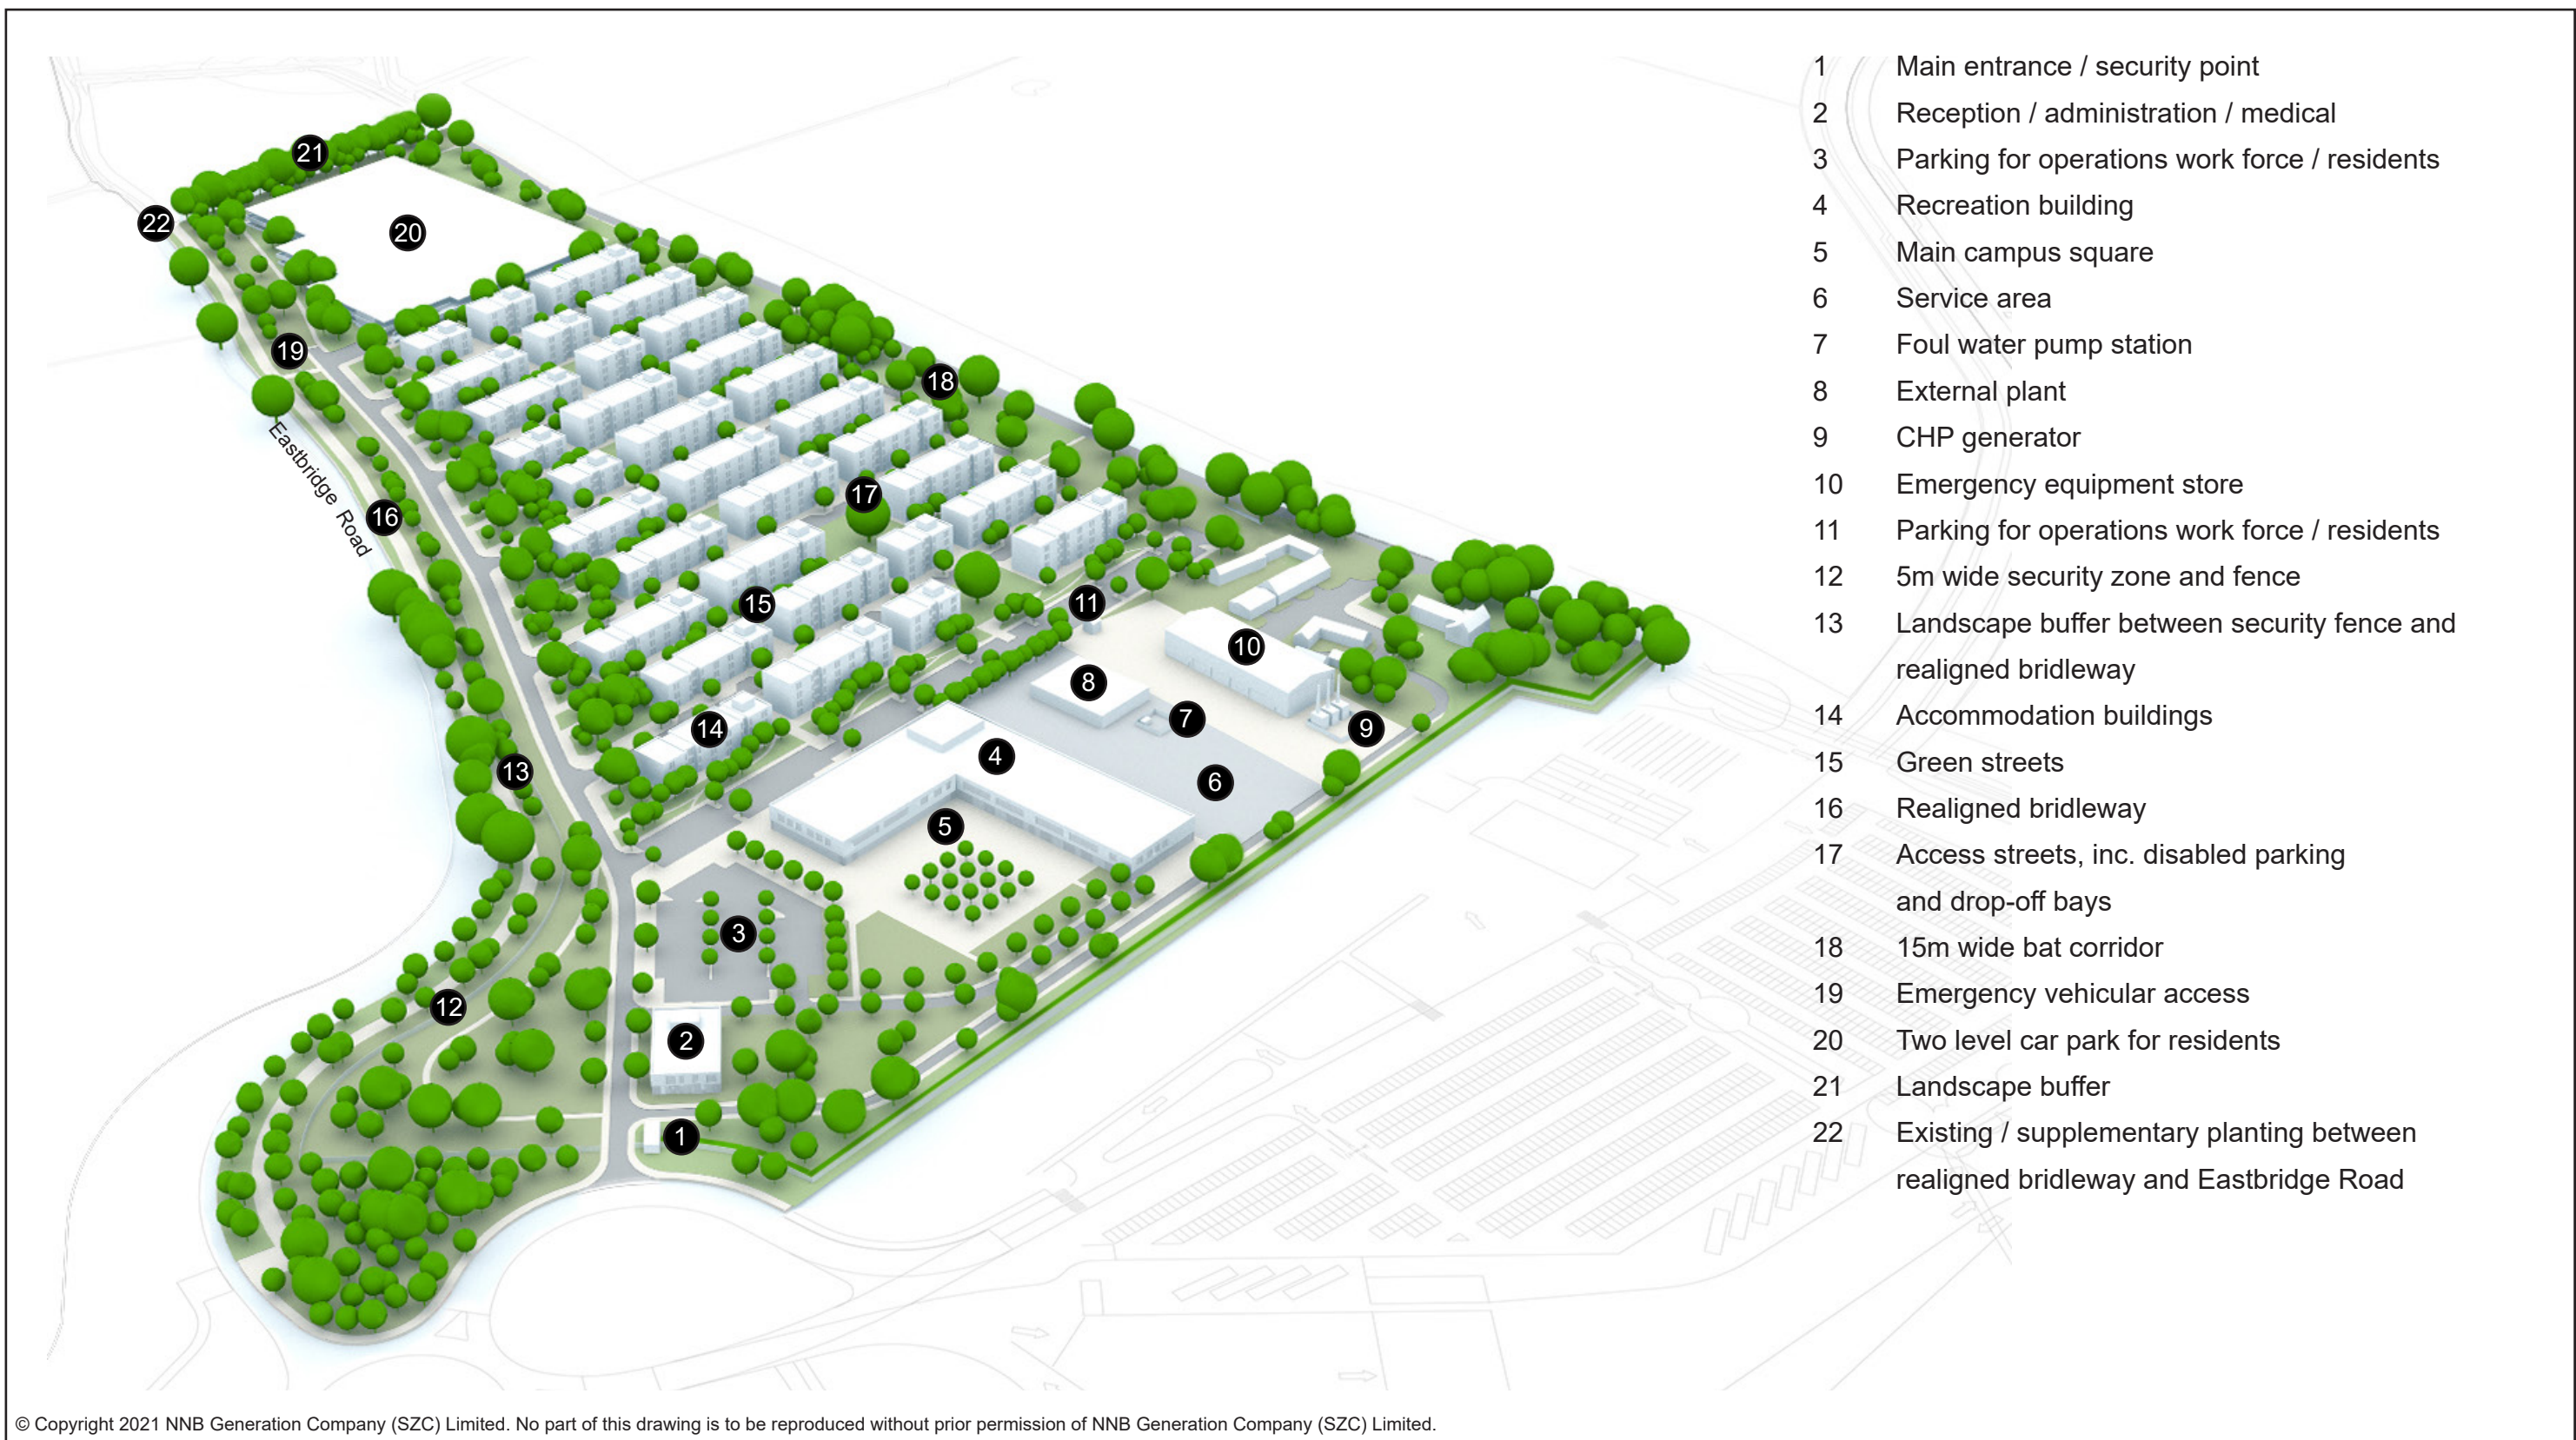 21
22
20
19
18
Eastbridge Road
17
16
15
11
10
8
14
7
9
4
13
6
5
3
12
2
1
1 Main entrance / security point
2 Reception / administration / medical
3 Parking for operations work force / residents
4 Recreation building
5 Main campus square
6 Service area
7 Foul water pump station
8 External plant
9 CHP generator
10 Emergency equipment store
11 Parking for operations work force / residents
12 5m wide security zone and fence
13 Landscape buffer between security fence and
realigned bridleway
14 Accommodation buildings
15 Green streets
16 Realigned bridleway
17 Access streets, inc. disabled parking
and drop-off bays
18 15m wide bat corridor
19 Emergency vehicular access
20 Two level car park for residents
21 Landscape buffer
22 Existing / supplementary planting between
realigned bridleway and Eastbridge Road
© Copyright 2021 NNB Generation Company (SZC) Limited. No part of this drawing is to be reproduced without prior permission of NNB Generation Company (SZC) Limited.